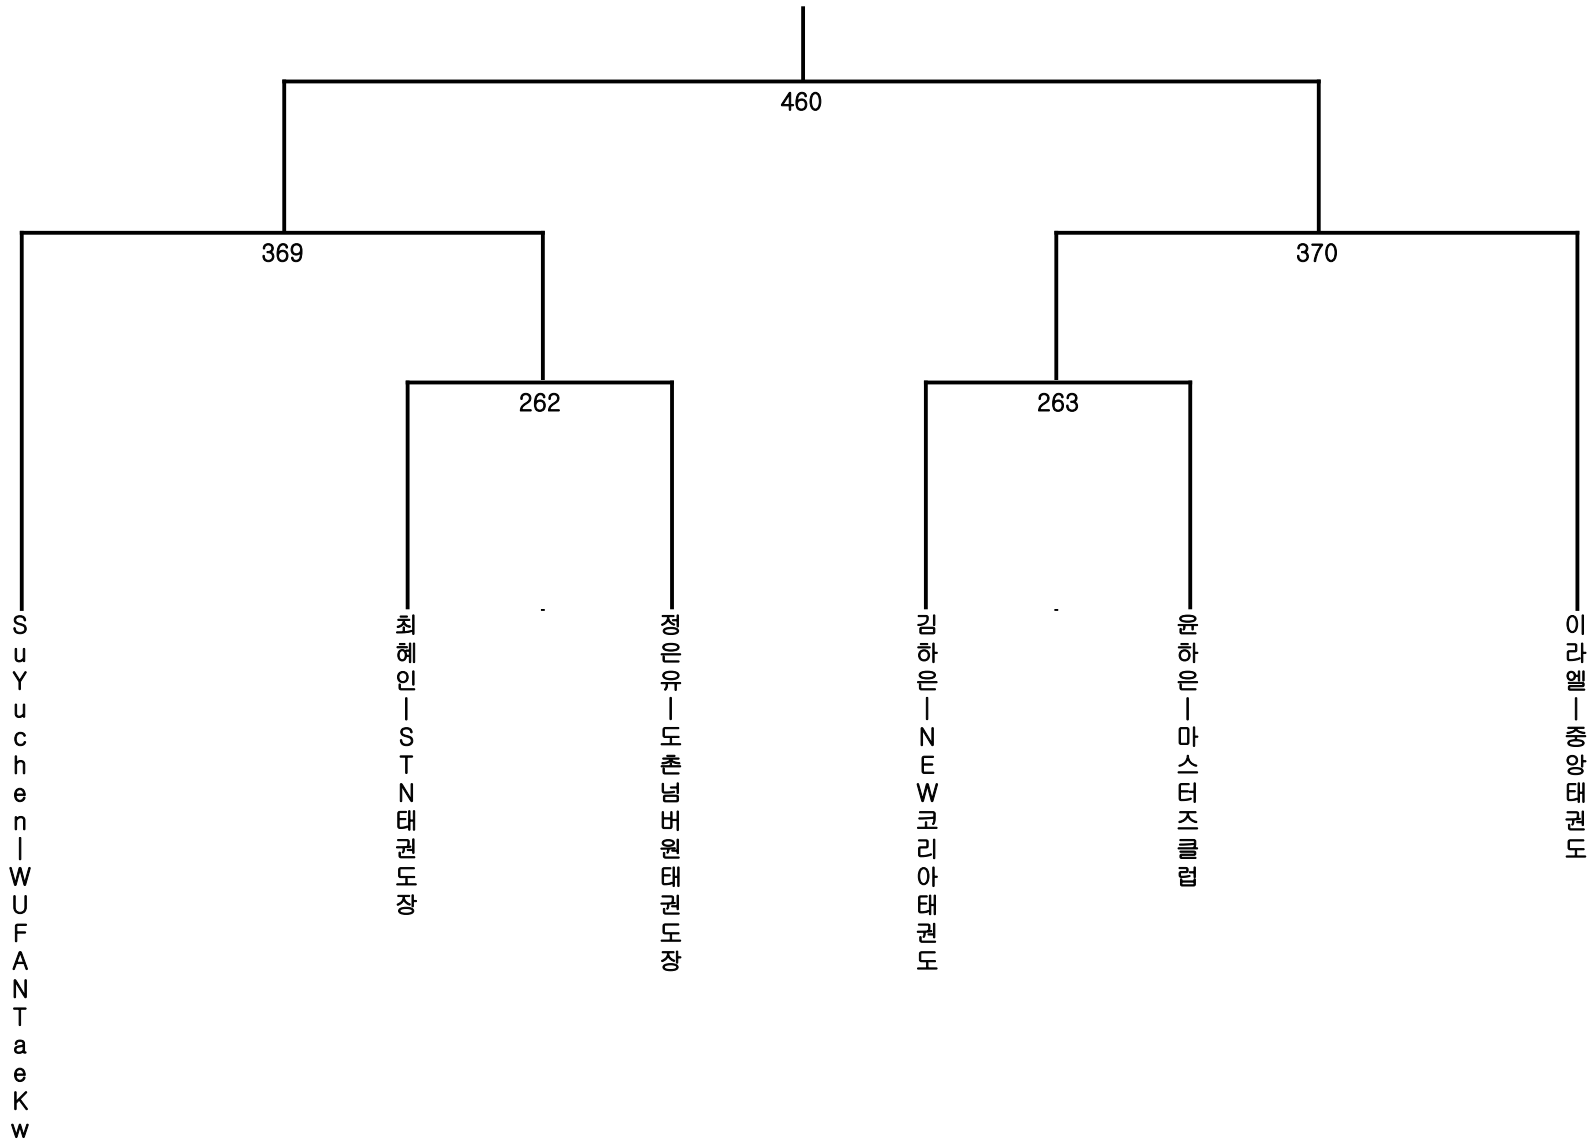 460
369
370
262
263
SuYuchen-WUFANTaeKw
최혜인-STN태권도장
정은유-도촌넘버원태권도장
김하은-NEW코리아태권도
윤하은-마스터즈클럽
이라엘-중앙태권도